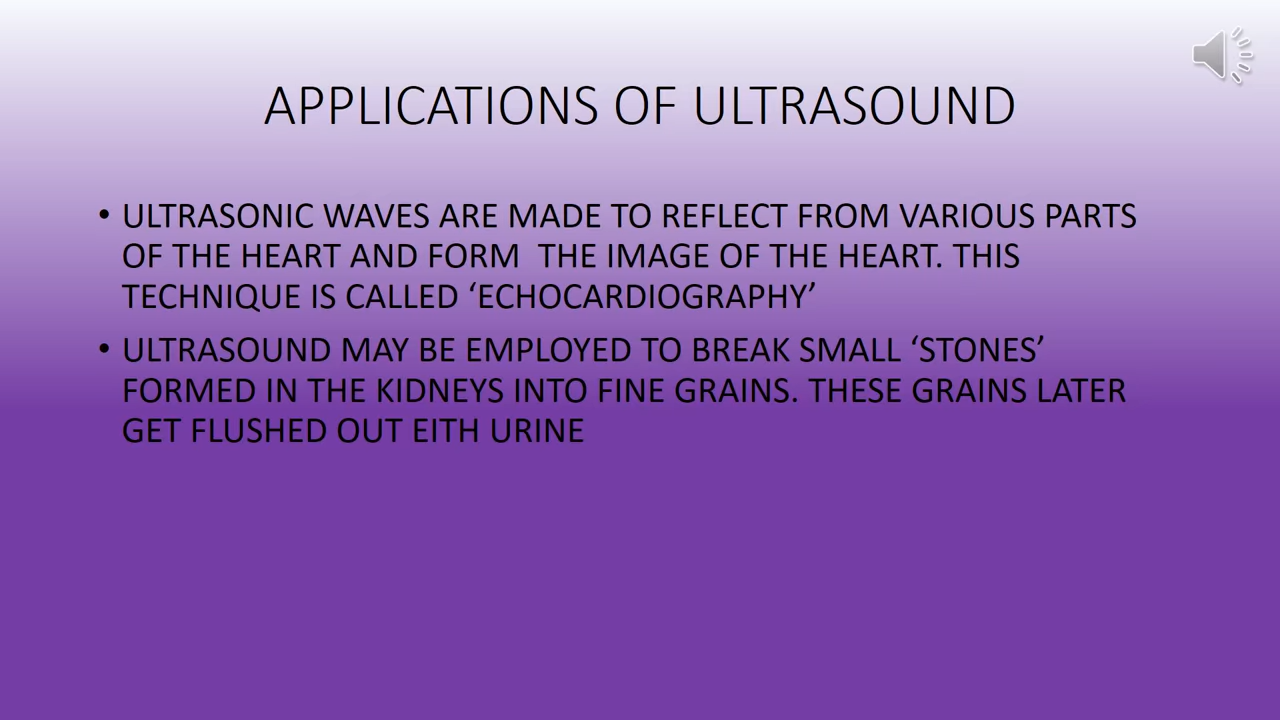 APPLICATIONS OF ULTRASOUND
• ULTRASONIC WAVES ARE MADE TO REFLECT FROM VARIOUS PARTS
OF THE HEART AND FORM  THE IMAGE OF THE HEART. THIS
TECHNIQUE IS CALLED ‘ECHOCARDIOGRAPHY’
• ULTRASOUND MAY BE EMPLOYED TO BREAK SMALL ‘STONES’
FORMED IN THE KIDNEYS INTO FINE GRAINS. THESE GRAINS LATER
GET FLUSHED OUT EITH URINE